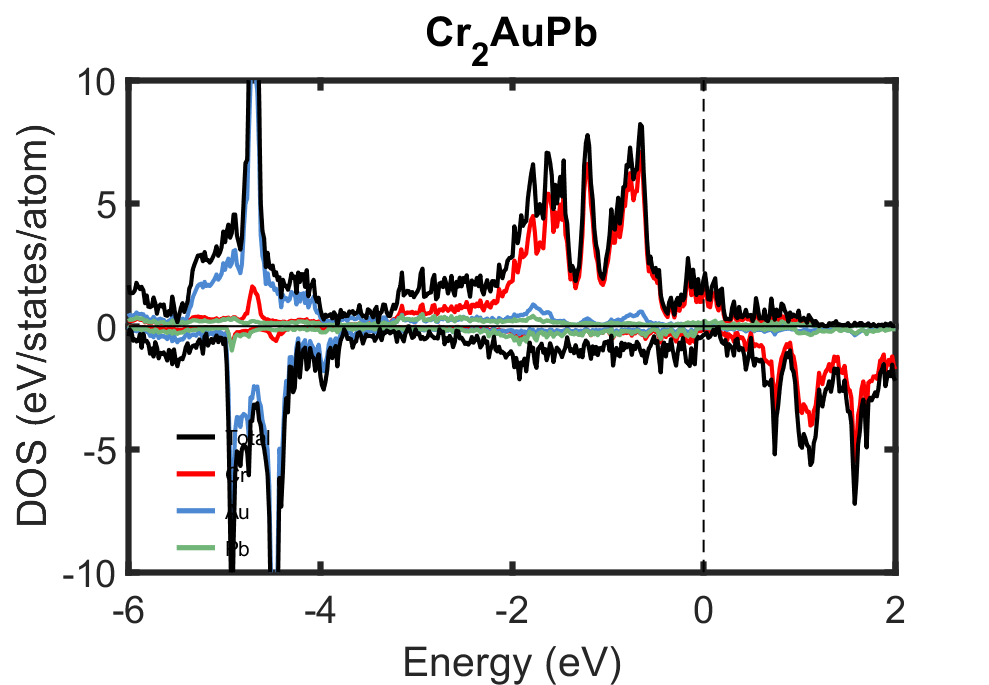 Cr₂AuPb
10
5
0
-5
-10
DOS (eV/states/atom)
Total
Cr
Au
Pb
-6 -4 -2 0 2
Energy (eV)